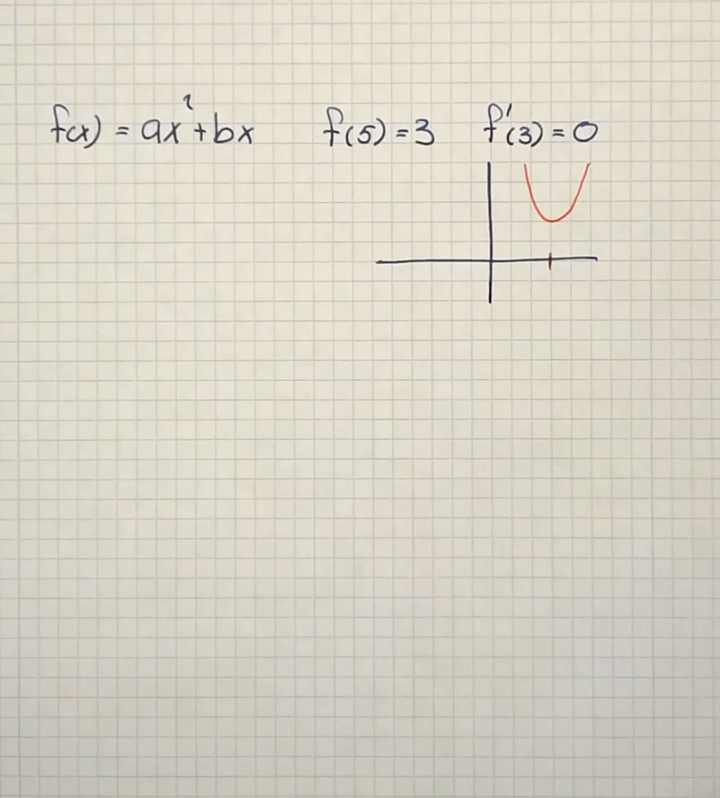 f(x) = ax²+bx f(5)=3 f'(3)=0